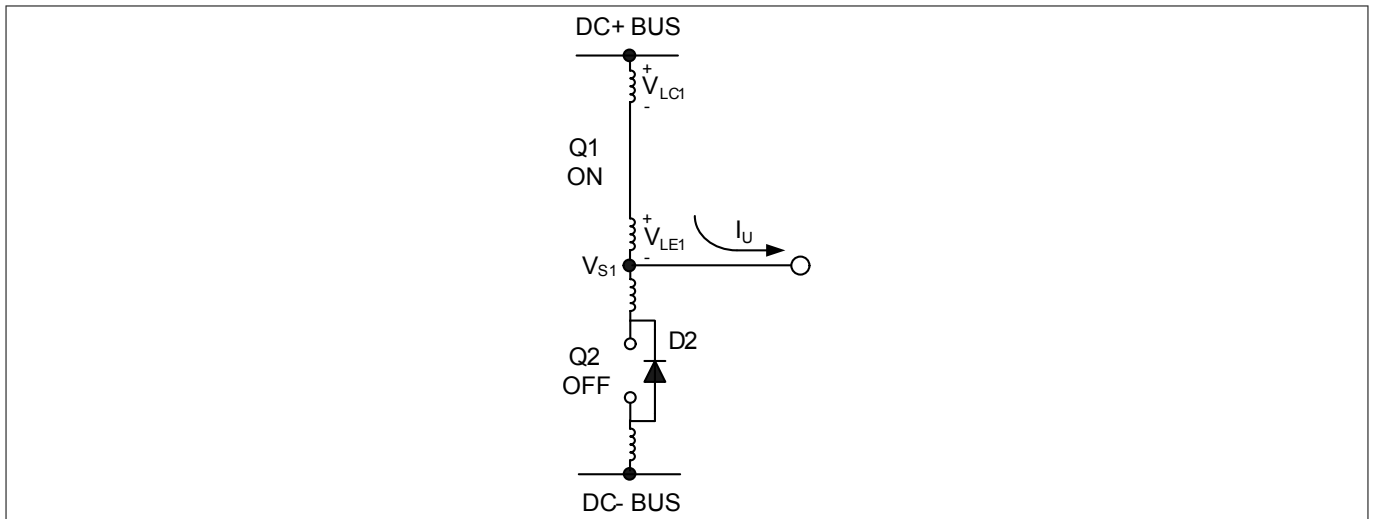 DC+ BUS
+
VLC1
-
Q1
ON
+
VLE1
-
IU
VS1
D2
Q2
OFF
DC- BUS